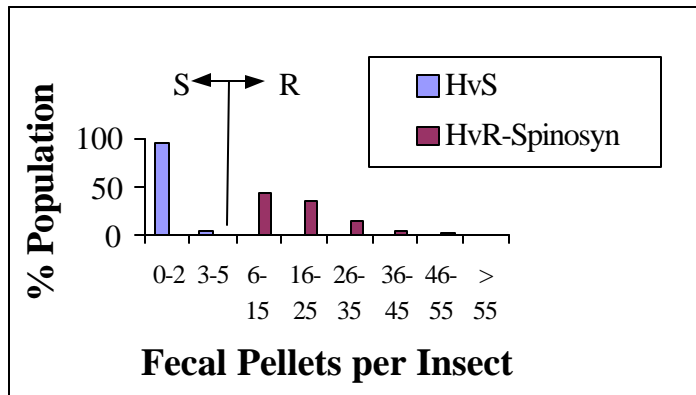 S R
HvS
HvR-Spinosyn
100
50
0
% Population
0-2 3-5 6- 16- 26- 36- 46- >
15 25 35 45 55 55
Fecal Pellets per Insect